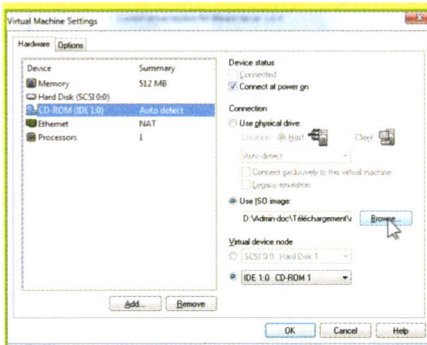 Virtual Machine Settings
Hardware Options
Device Summary
Memory 512 MB
Hard Disk (SCSI 0:0)
CD-ROM (IDE 1:0) Auto detect
Ethernet NAT
Processors 1
Add... Remove
Device status
Connected
Connect at power on
Connection
Use physical drive:
Location: Host Client
Auto detect
Connect exclusively to this virtual machine
Legacy emulation
Use ISO image:
D:\Admin-doc\Téléchargement\u Browse...
Virtual device node
SCSI 0:0 Hard Disk 1
IDE 1:0 CD-ROM 1
OK Cancel Help